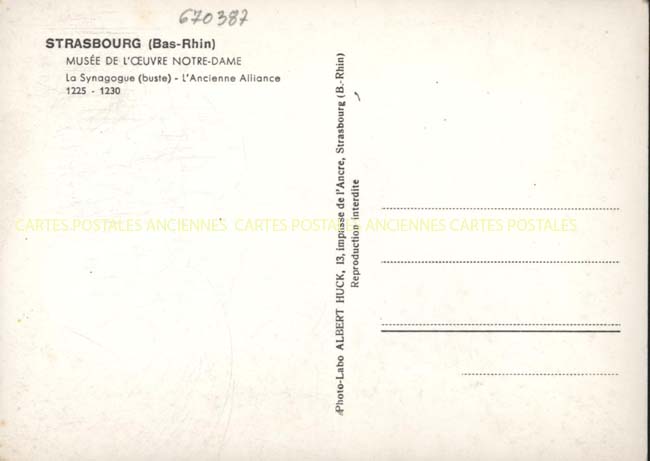 670387
STRASBOURG (Bas-Rhin)
MUSÉE DE L'ŒUVRE NOTRE-DAME
La Synagogue (buste) - L'Ancienne Alliance
1225 - 1230
Photo-Labo ALBERT HUCK, 13, impasse de l'Ancre, Strasbourg (B.-Rhin)
Reproduction interdite
CARTES POSTALES ANCIENNES CARTES POSTALES ANCIENNES CARTES POSTALES